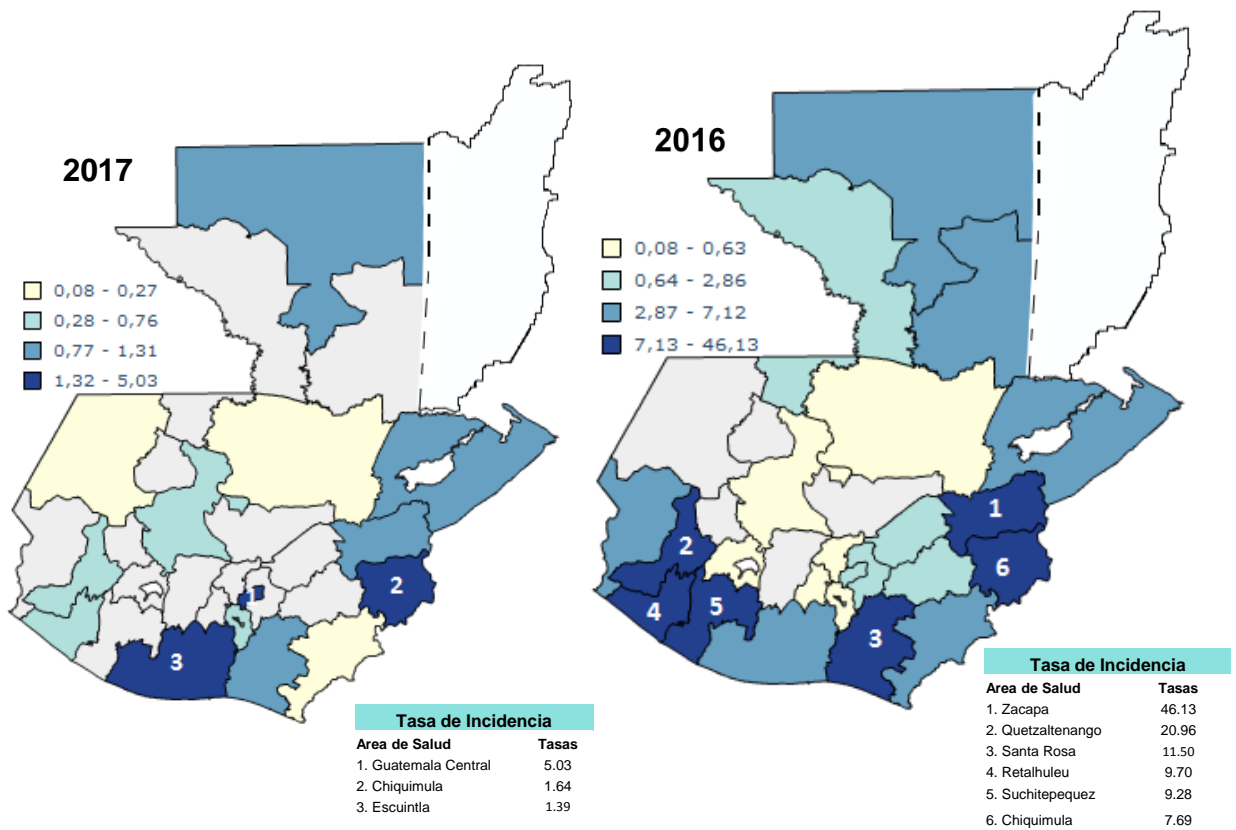 2017
0,08 - 0,27
0,28 - 0,76
0,77 - 1,31
1,32 - 5,03
1
2
3
Tasa de Incidencia
Area de Salud Tasas
1. Guatemala Central 5.03
2. Chiquimula 1.64
3. Escuintla 1.39
2016
0,08 - 0,63
0,64 - 2,86
2,87 - 7,12
7,13 - 46,13
1
2
6
4
5
3
Tasa de Incidencia
Area de Salud Tasas
1. Zacapa 46.13
2. Quetzaltenango 20.96
3. Santa Rosa 11.50
4. Retalhuleu 9.70
5. Suchitepequez 9.28
6. Chiquimula 7.69